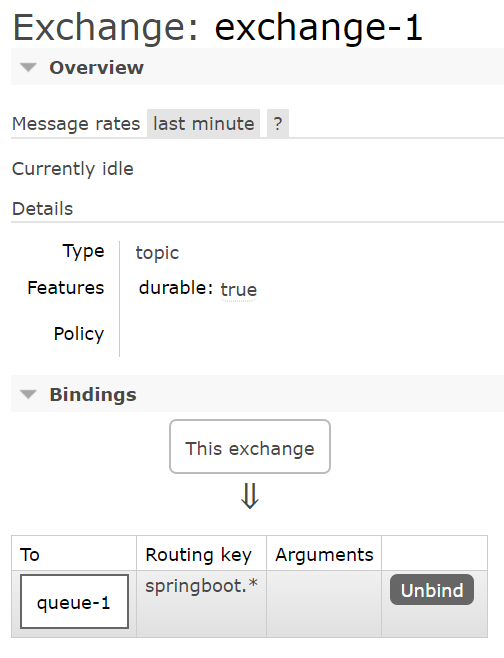 Exchange: exchange-1
Overview
Message rates last minute ?
Currently idle
Details
Type topic
Features durable: true
Policy
Bindings
This exchange
⇓
To Routing key Arguments
queue-1 springboot.* Unbind